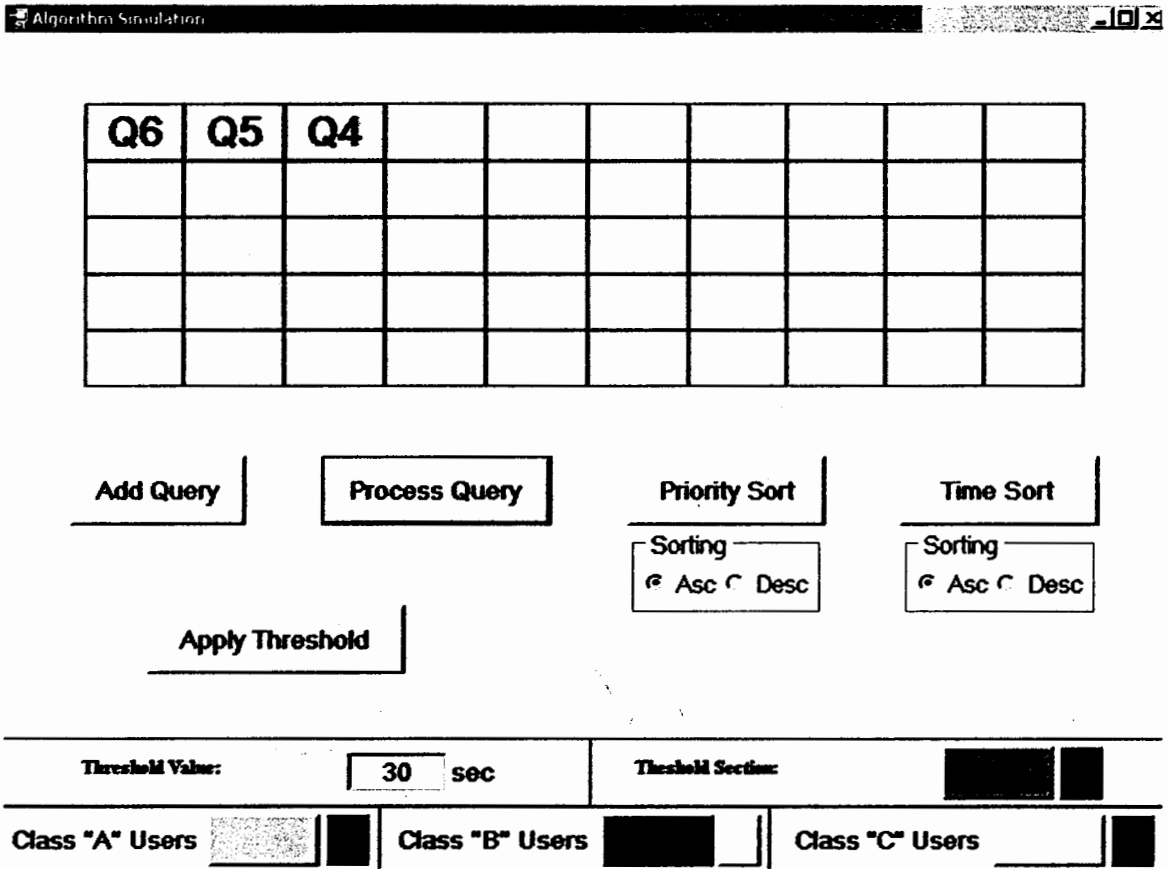 Algorithm Simulation
Q6 Q5 Q4
Add Query Process Query Priority Sort Time Sort
Sorting Sorting
Asc Desc Asc Desc
Apply Threshold
Threshold Value: 30 sec Theshold Section:
Class "A" Users Class "B" Users Class "C" Users